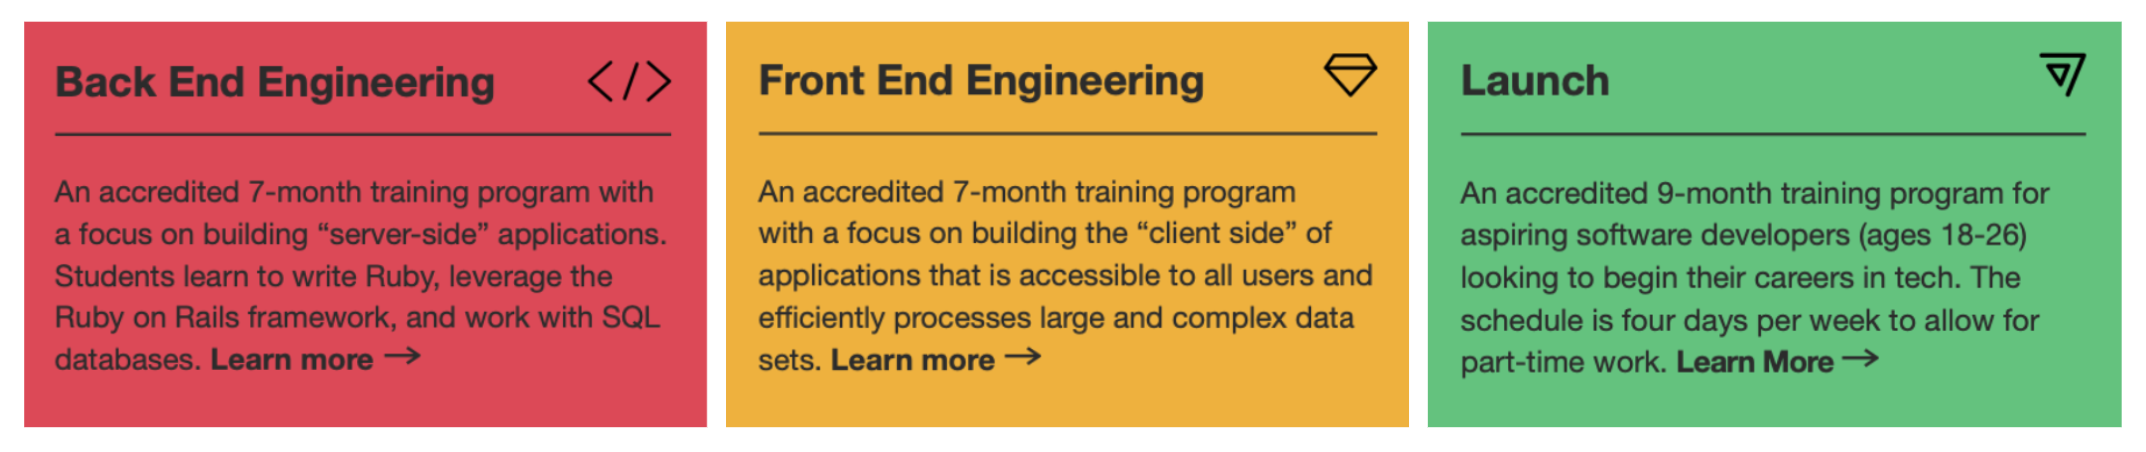 Back End Engineering
An accredited 7-month training program with
a focus on building “server-side” applications.
Students learn to write Ruby, leverage the
Ruby on Rails framework, and work with SQL
databases. Learn more →
Front End Engineering
An accredited 7-month training program
with a focus on building the “client side” of
applications that is accessible to all users and
efficiently processes large and complex data
sets. Learn more →
Launch
An accredited 9-month training program for
aspiring software developers (ages 18-26)
looking to begin their careers in tech. The
schedule is four days per week to allow for
part-time work. Learn More →